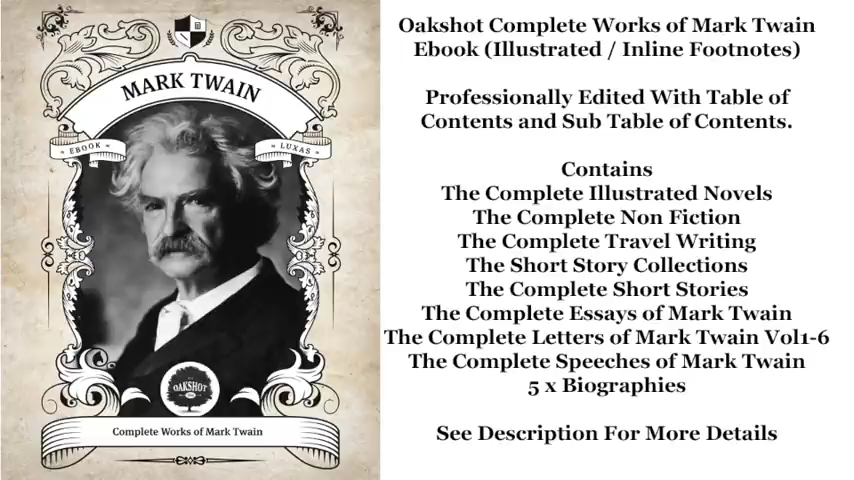 MARK TWAIN
EBOOK
LUXAS
OAKSHOT
Complete Works of Mark Twain
Oakshot Complete Works of Mark Twain
Ebook (Illustrated / Inline Footnotes)
Professionally Edited With Table of
Contents and Sub Table of Contents.
Contains
The Complete Illustrated Novels
The Complete Non Fiction
The Complete Travel Writing
The Short Story Collections
The Complete Short Stories
The Complete Essays of Mark Twain
The Complete Letters of Mark Twain Vol1-6
The Complete Speeches of Mark Twain
5 x Biographies
See Description For More Details